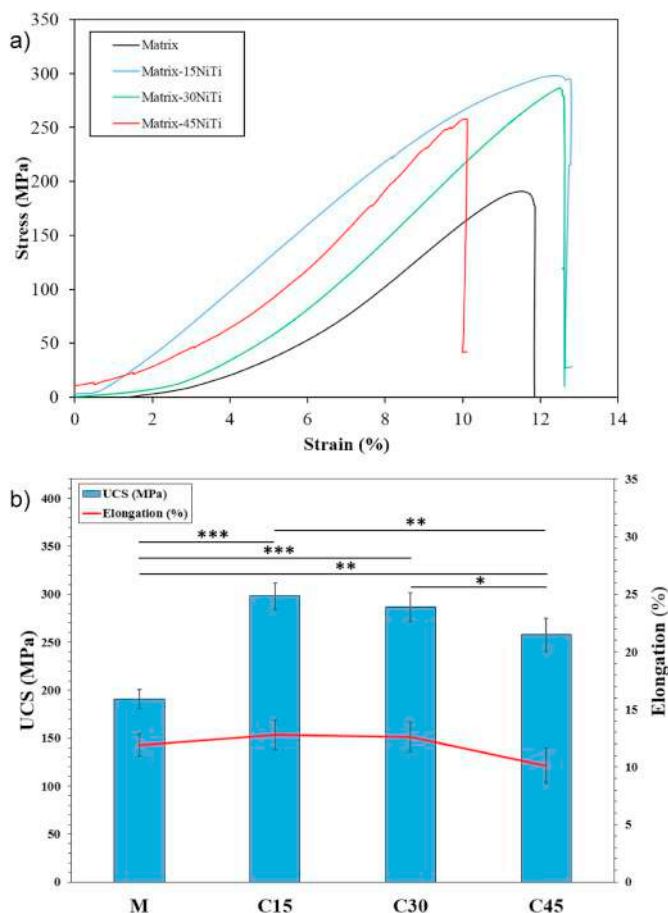 a)
350
300
250
200
150
100
50
0
Matrix
Matrix-15NiTi
Matrix-30NiTi
Matrix-45NiTi
Stress (MPa)
0 2 4 6 8 10 12 14
Strain (%)
b)
UCS (MPa)
Elongation (%)
400
350
300
250
200
150
100
50
0
UCS (MPa)
***
**
***
**
*
35
30
25
20
15
10
5
0
Elongation (%)
M C15 C30 C45